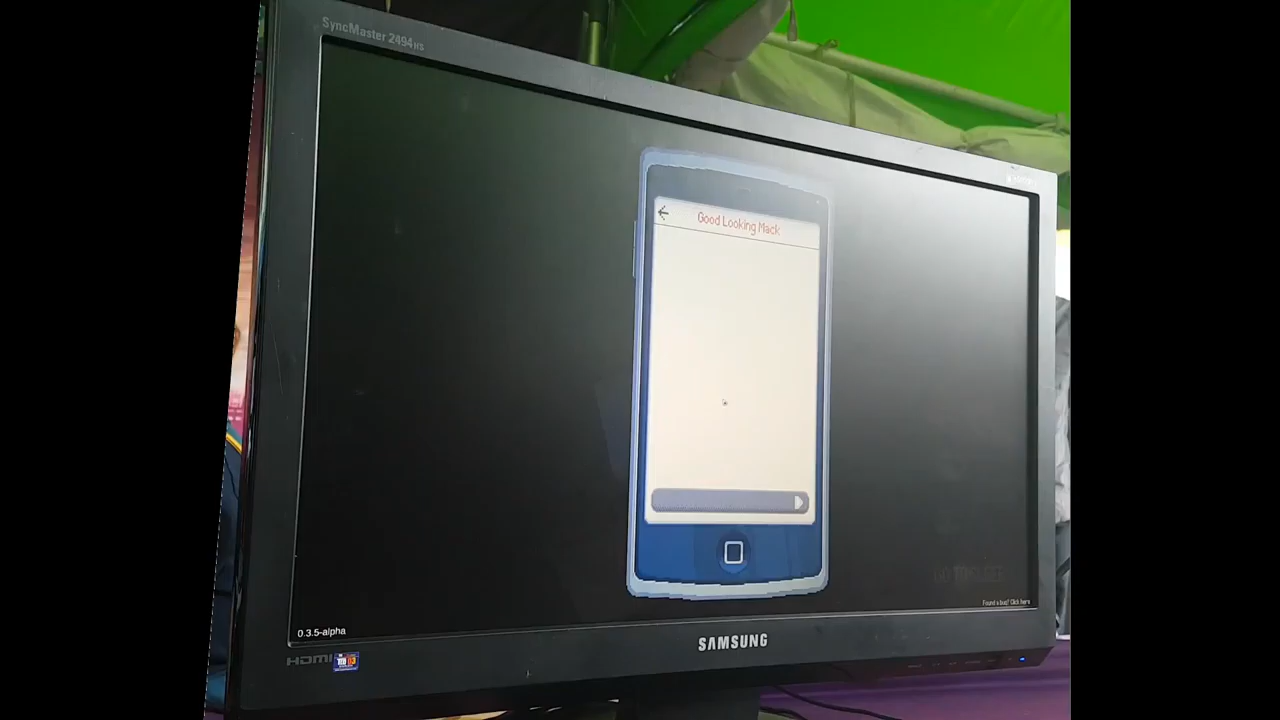 SyncMaster 2494HS
Good Looking Mack
0.3.5-alpha
Found a bug? Click here
SAMSUNG
HDMI